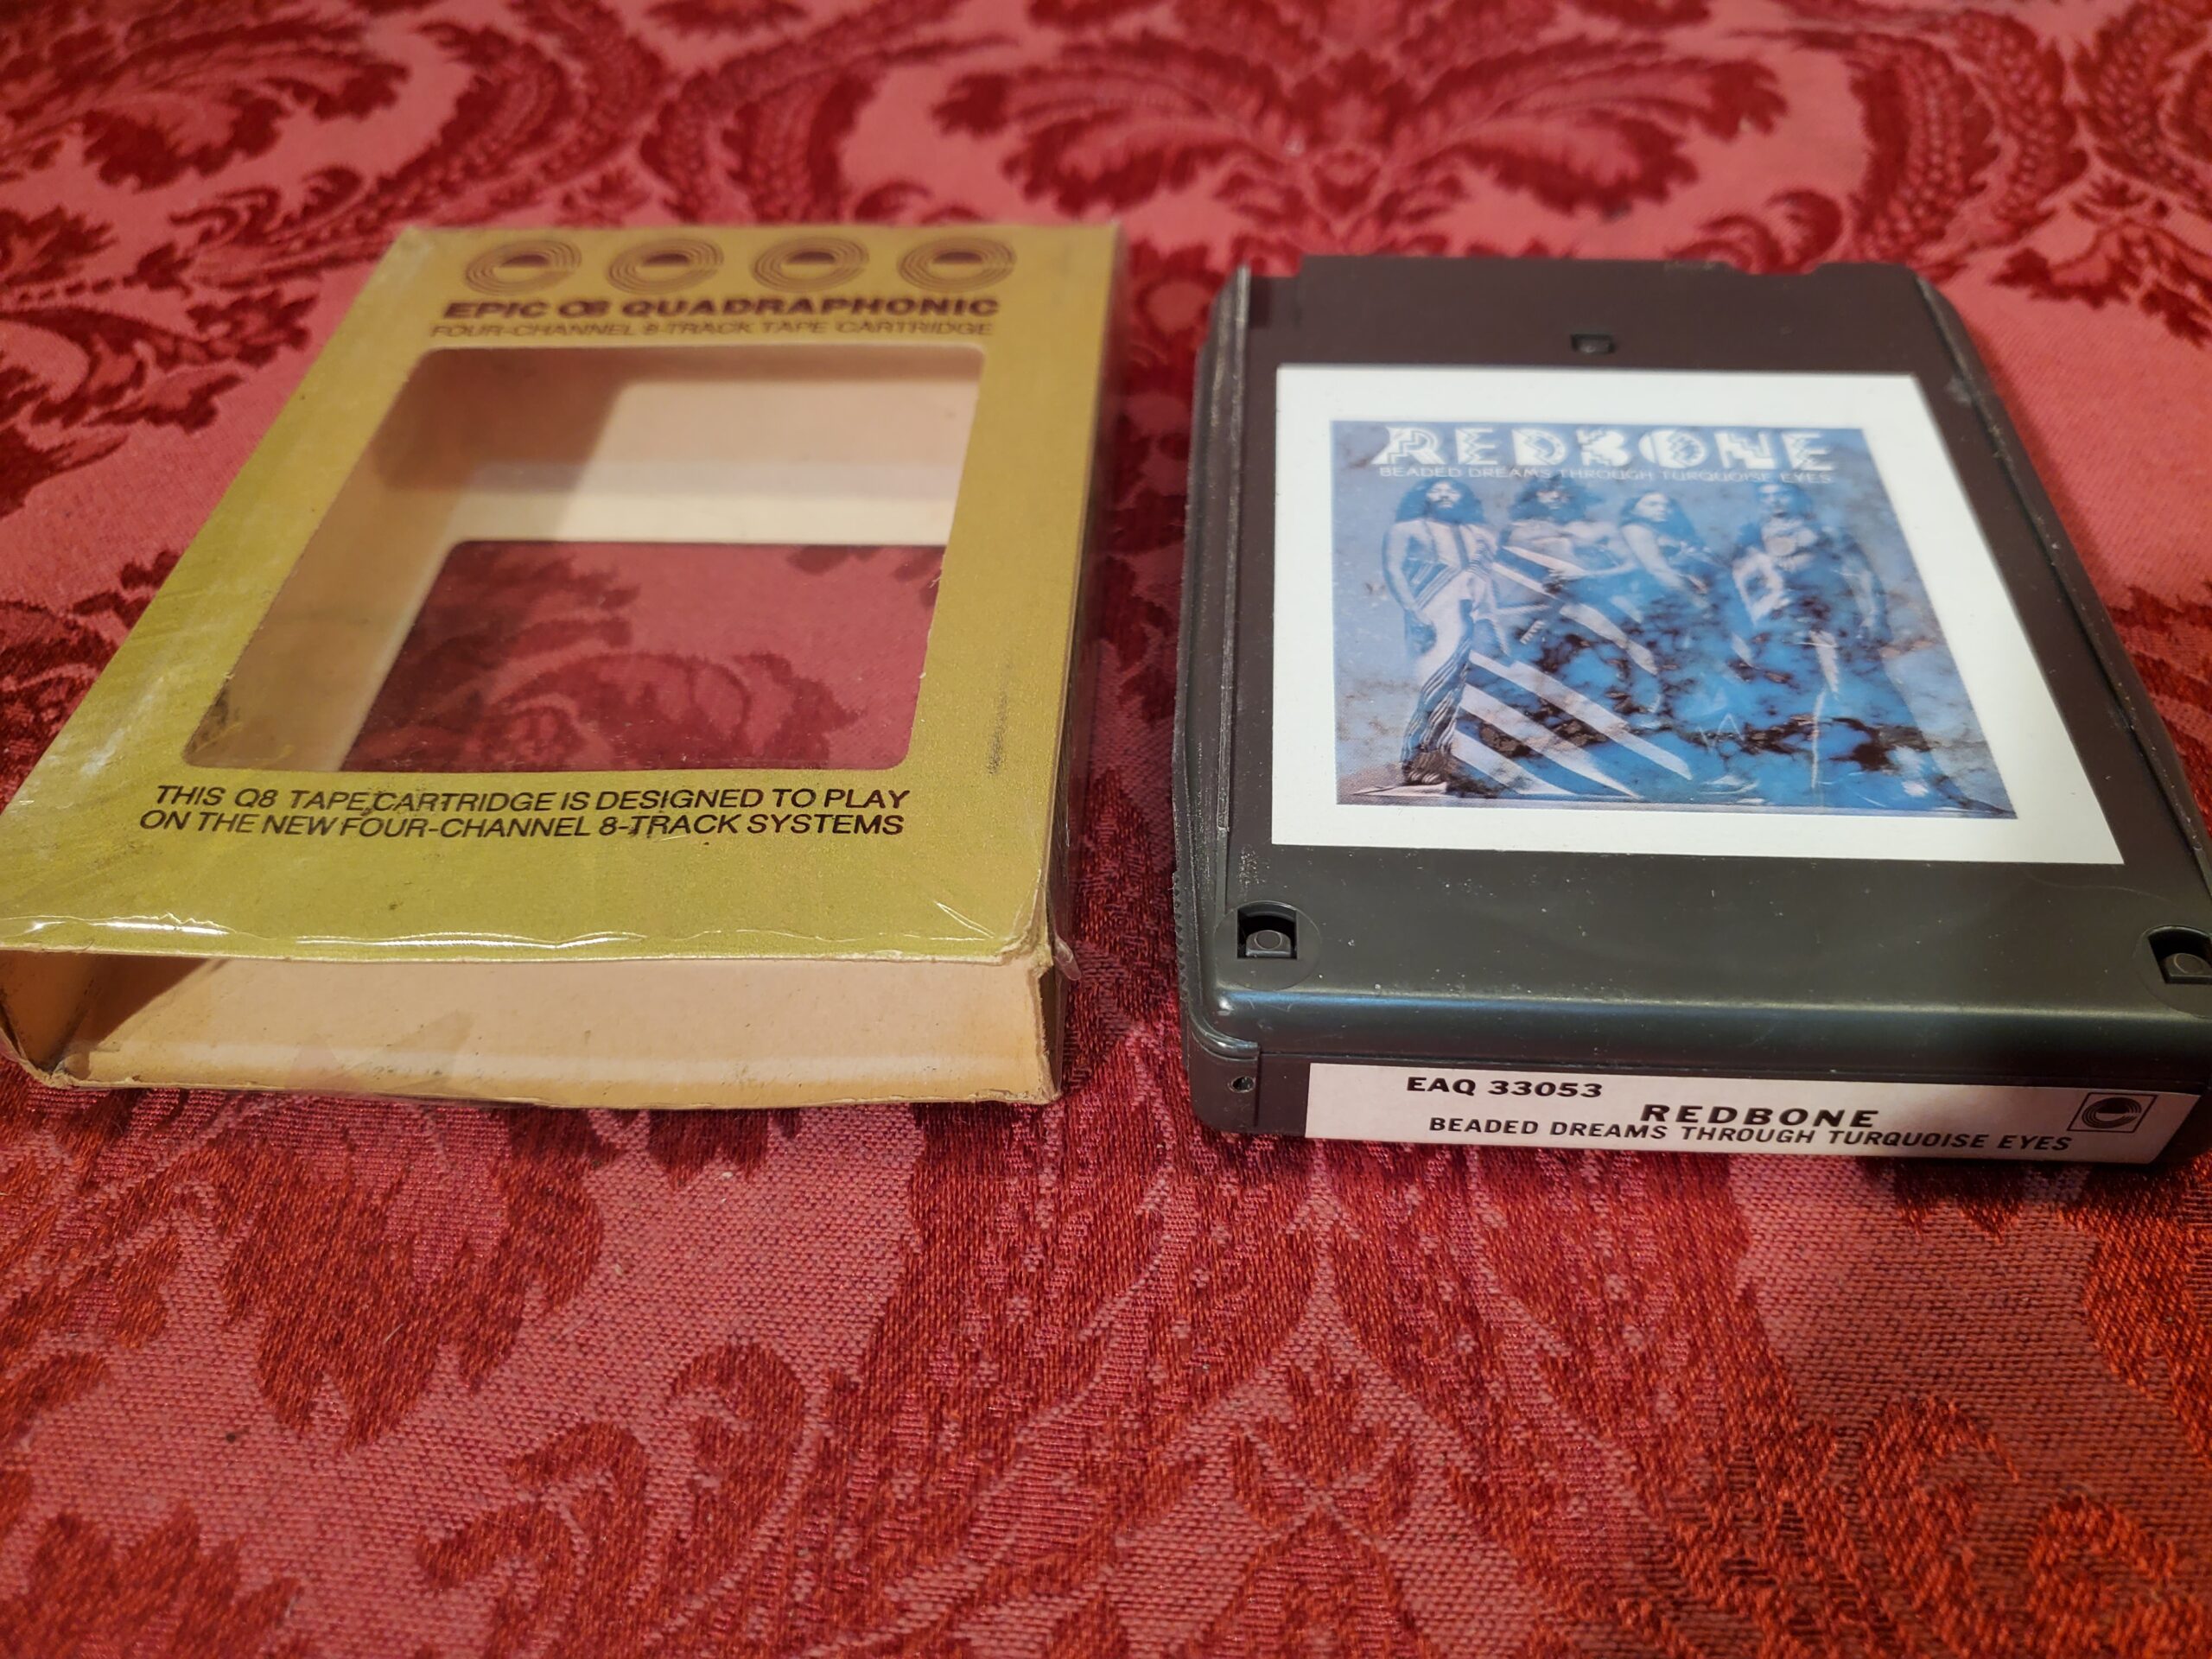 EPIC Q8 QUADRAPHONIC
FOUR-CHANNEL 8-TRACK TAPE CARTRIDGE
THIS Q8 TAPE CARTRIDGE IS DESIGNED TO PLAY
ON THE NEW FOUR-CHANNEL 8-TRACK SYSTEMS
REDBONE
BEADED DREAMS THROUGH TURQUOISE EYES
EAQ 33053
REDBONE
BEADED DREAMS THROUGH TURQUOISE EYES